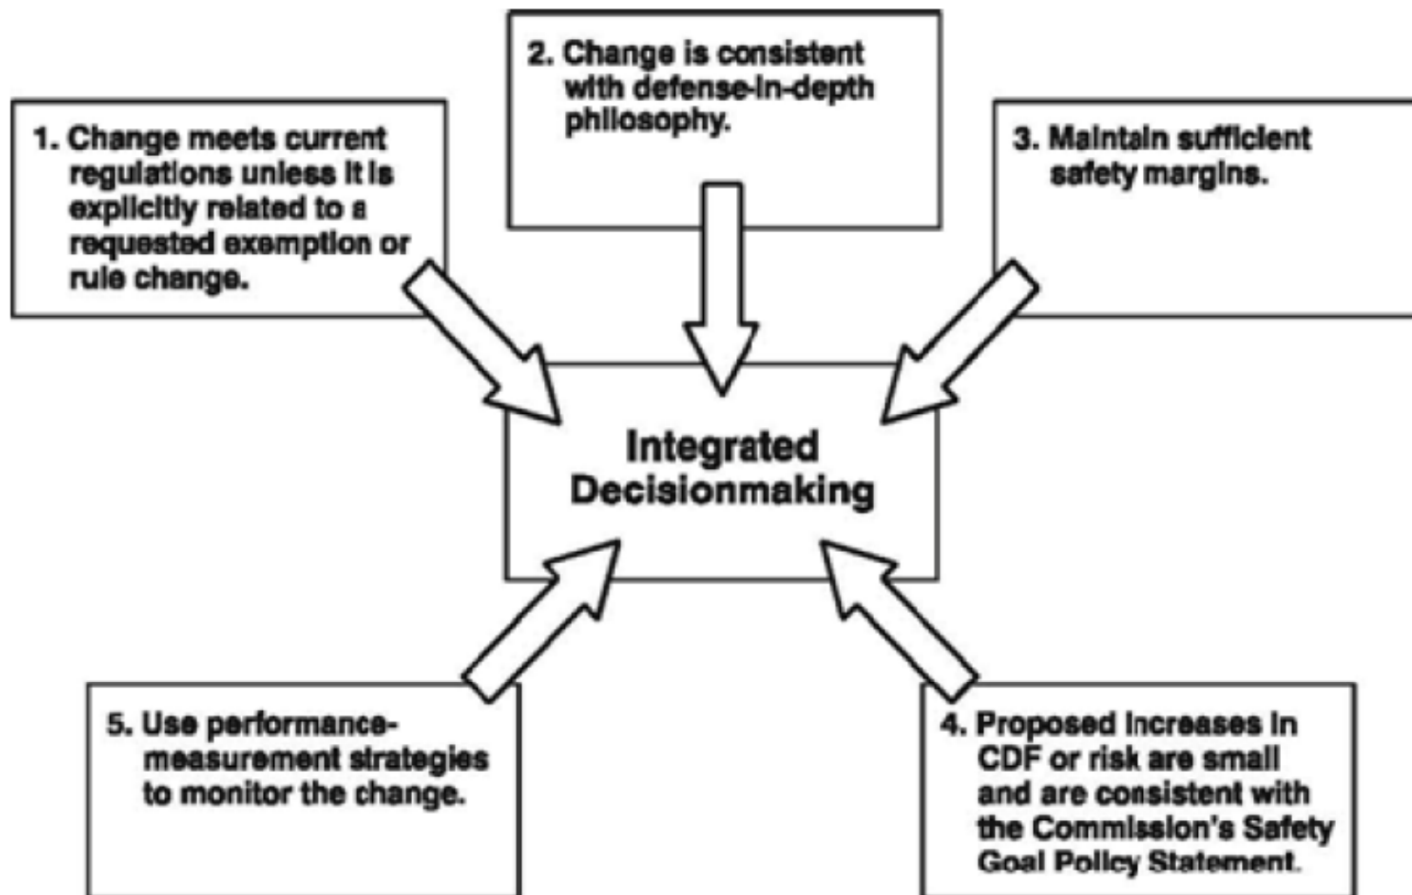 1. Change meets current
regulations unless it is
explicitly related to a
requested exemption or
rule change.
2. Change is consistent
with defense-in-depth
philosophy.
3. Maintain sufficient
safety margins.
Integrated
Decisionmaking
5. Use performance-
measurement strategies
to monitor the change.
4. Proposed increases in
CDF or risk are small
and are consistent with
the Commission's Safety
Goal Policy Statement.